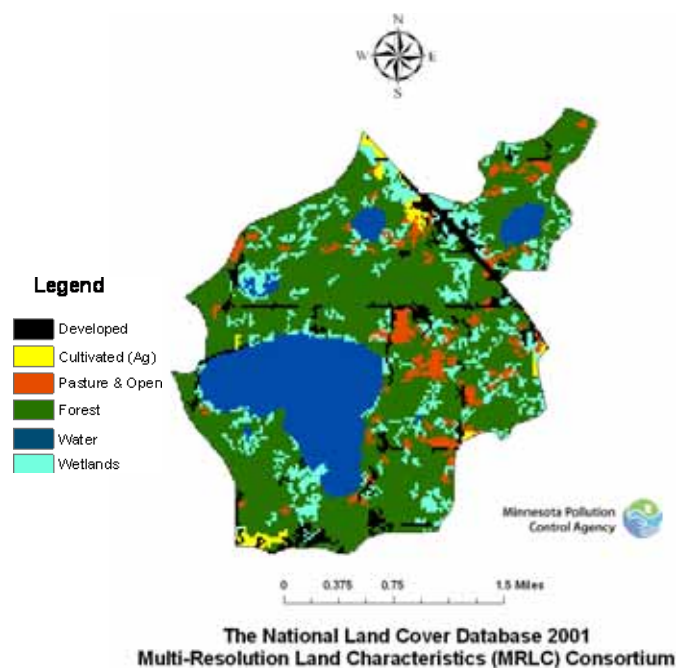 N
W E
S
Legend
Developed
Cultivated (Ag)
Pasture & Open
Forest
Water
Wetlands
Minnesota Pollution
Control Agency
0 0.375 0.75 1.5 Miles
The National Land Cover Database 2001
Multi-Resolution Land Characteristics (MRLC) Consortium